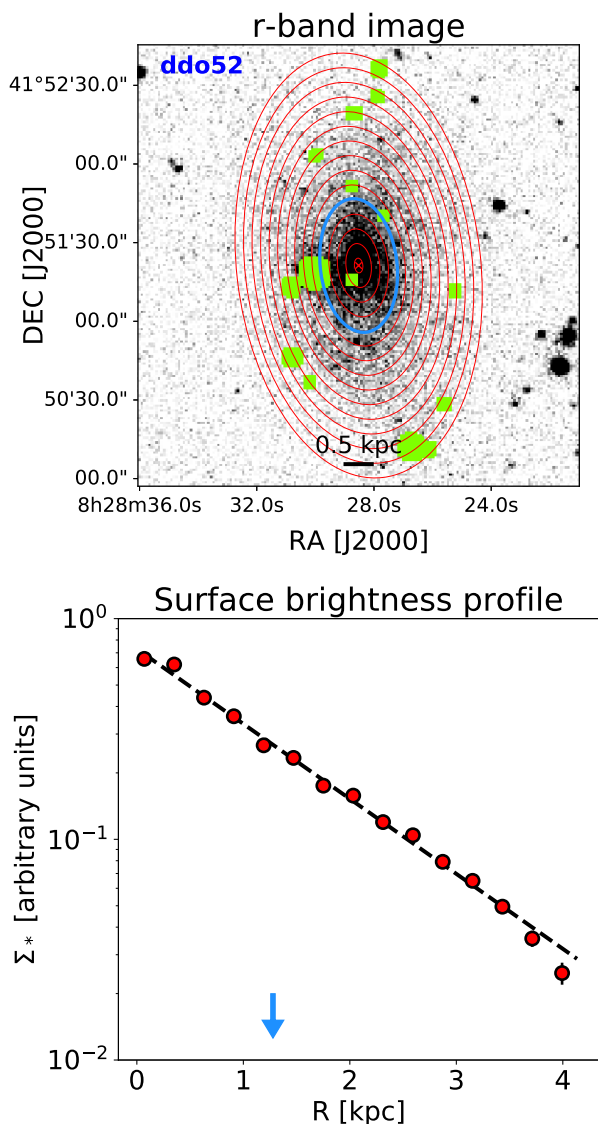 r-band image
ddo52
41°52'30.0"
00.0"
51'30.0"
00.0"
50'30.0"
00.0"
DEC [J2000]
0.5 kpc
8h28m36.0s 32.0s 28.0s 24.0s
RA [J2000]
Surface brightness profile
10⁰
10⁻¹
10⁻²
Σ* [arbitrary units]
0 1 2 3 4
R [kpc]